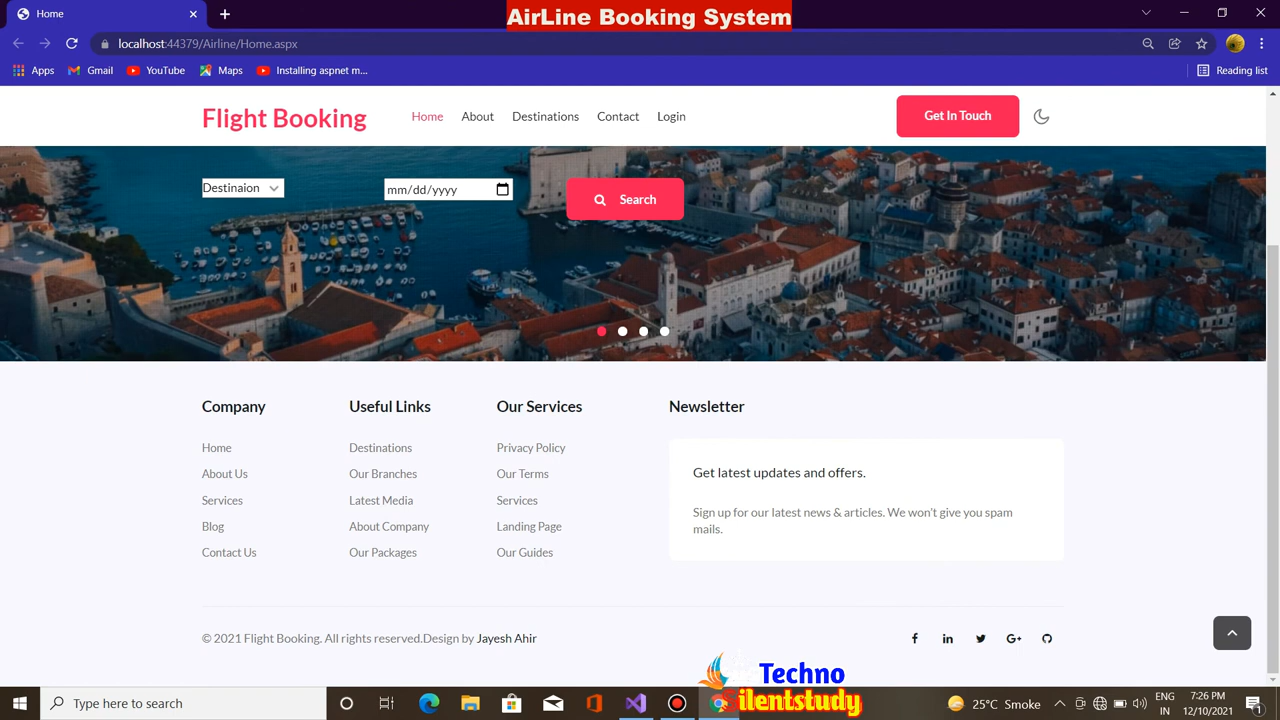 Home
AirLine Booking System
localhost:44379/Airline/Home.aspx
Apps Gmail YouTube Maps Installing aspnet m... Reading list
Flight Booking Home About Destinations Contact Login Get In Touch
Destinaion mm/dd/yyyy Search
Company Useful Links Our Services Newsletter
Home Destinations Privacy Policy
Get latest updates and offers.
About Us Our Branches Our Terms
Services Latest Media Services
Sign up for our latest news & articles. We won't give you spam
mails.
Blog About Company Landing Page
Contact Us Our Packages Our Guides
© 2021 Flight Booking. All rights reserved.Design by Jayesh Ahir
Techno
Silentstudy
Type here to search 25°C Smoke ENG 7:26 PM
IN 12/10/2021